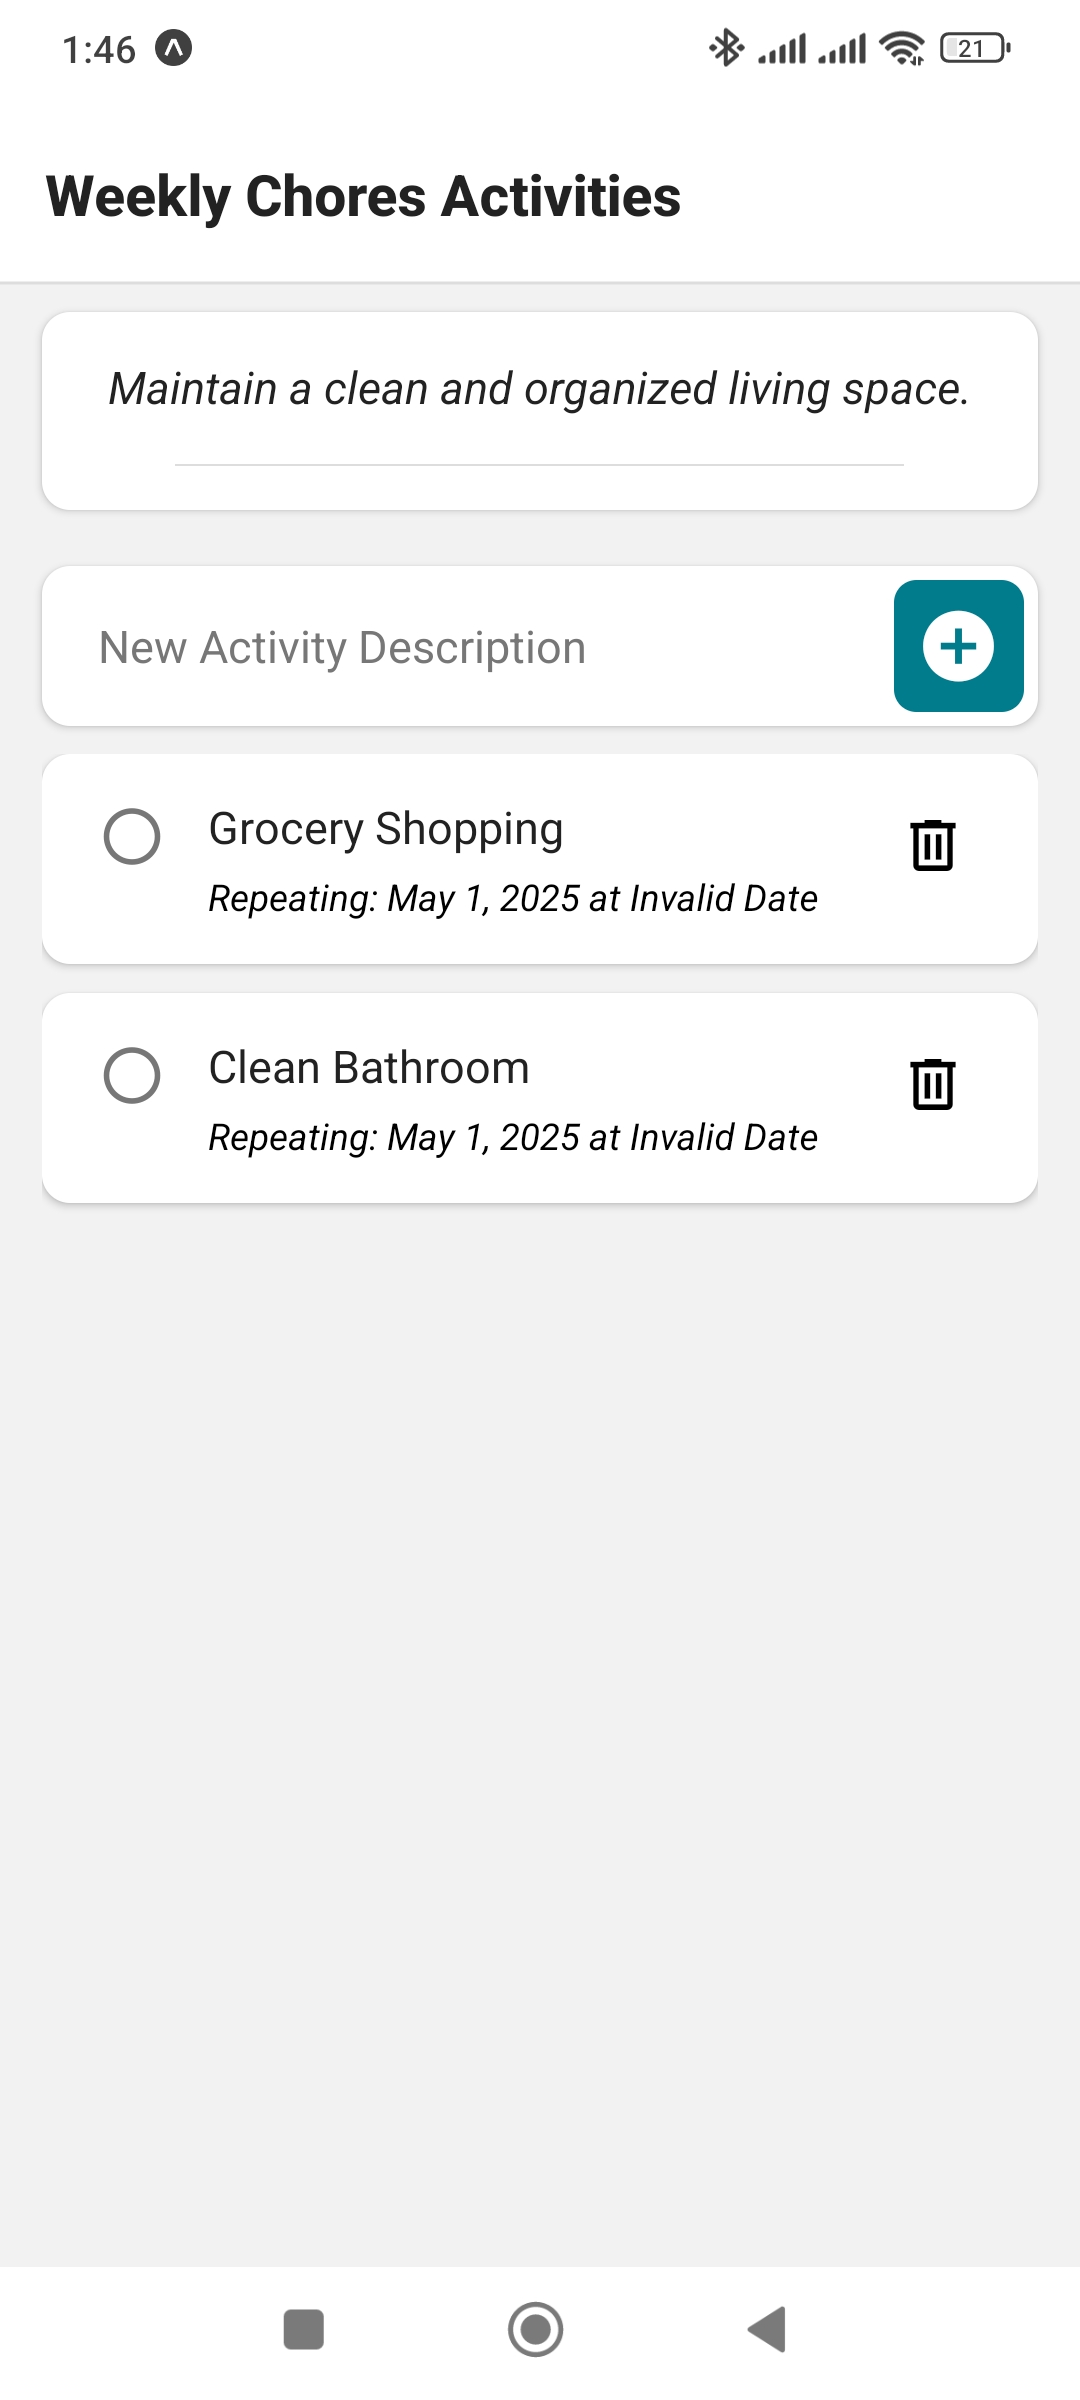 1:46
21
Weekly Chores Activities
Maintain a clean and organized living space.
New Activity Description
Grocery Shopping
Repeating: May 1, 2025 at Invalid Date
Clean Bathroom
Repeating: May 1, 2025 at Invalid Date